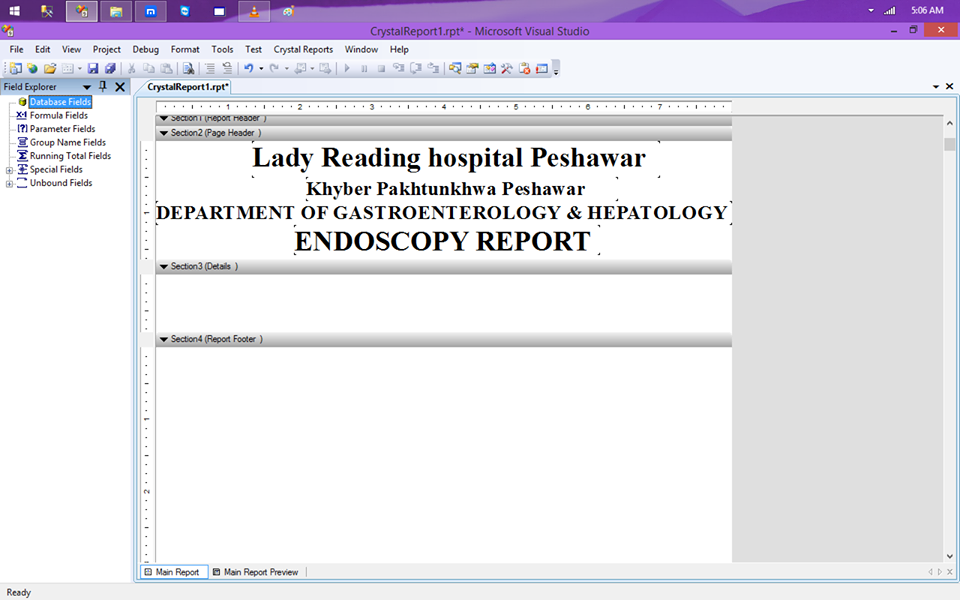 5:06 AM
CrystalReport1.rpt* - Microsoft Visual Studio
File Edit View Project Debug Format Tools Test Crystal Reports Window Help
Field Explorer
CrystalReport1.rpt*
Database Fields
Formula Fields
Parameter Fields
Group Name Fields
Running Total Fields
Special Fields
Unbound Fields
1 2 3 4 5 6 7
Section1 (Report Header )
Section2 (Page Header )
Lady Reading hospital Peshawar
Khyber Pakhtunkhwa Peshawar
DEPARTMENT OF GASTROENTEROLOGY & HEPATOLOGY
ENDOSCOPY REPORT
Section3 (Details )
Section4 (Report Footer )
1
1
2
Main Report Main Report Preview
Ready